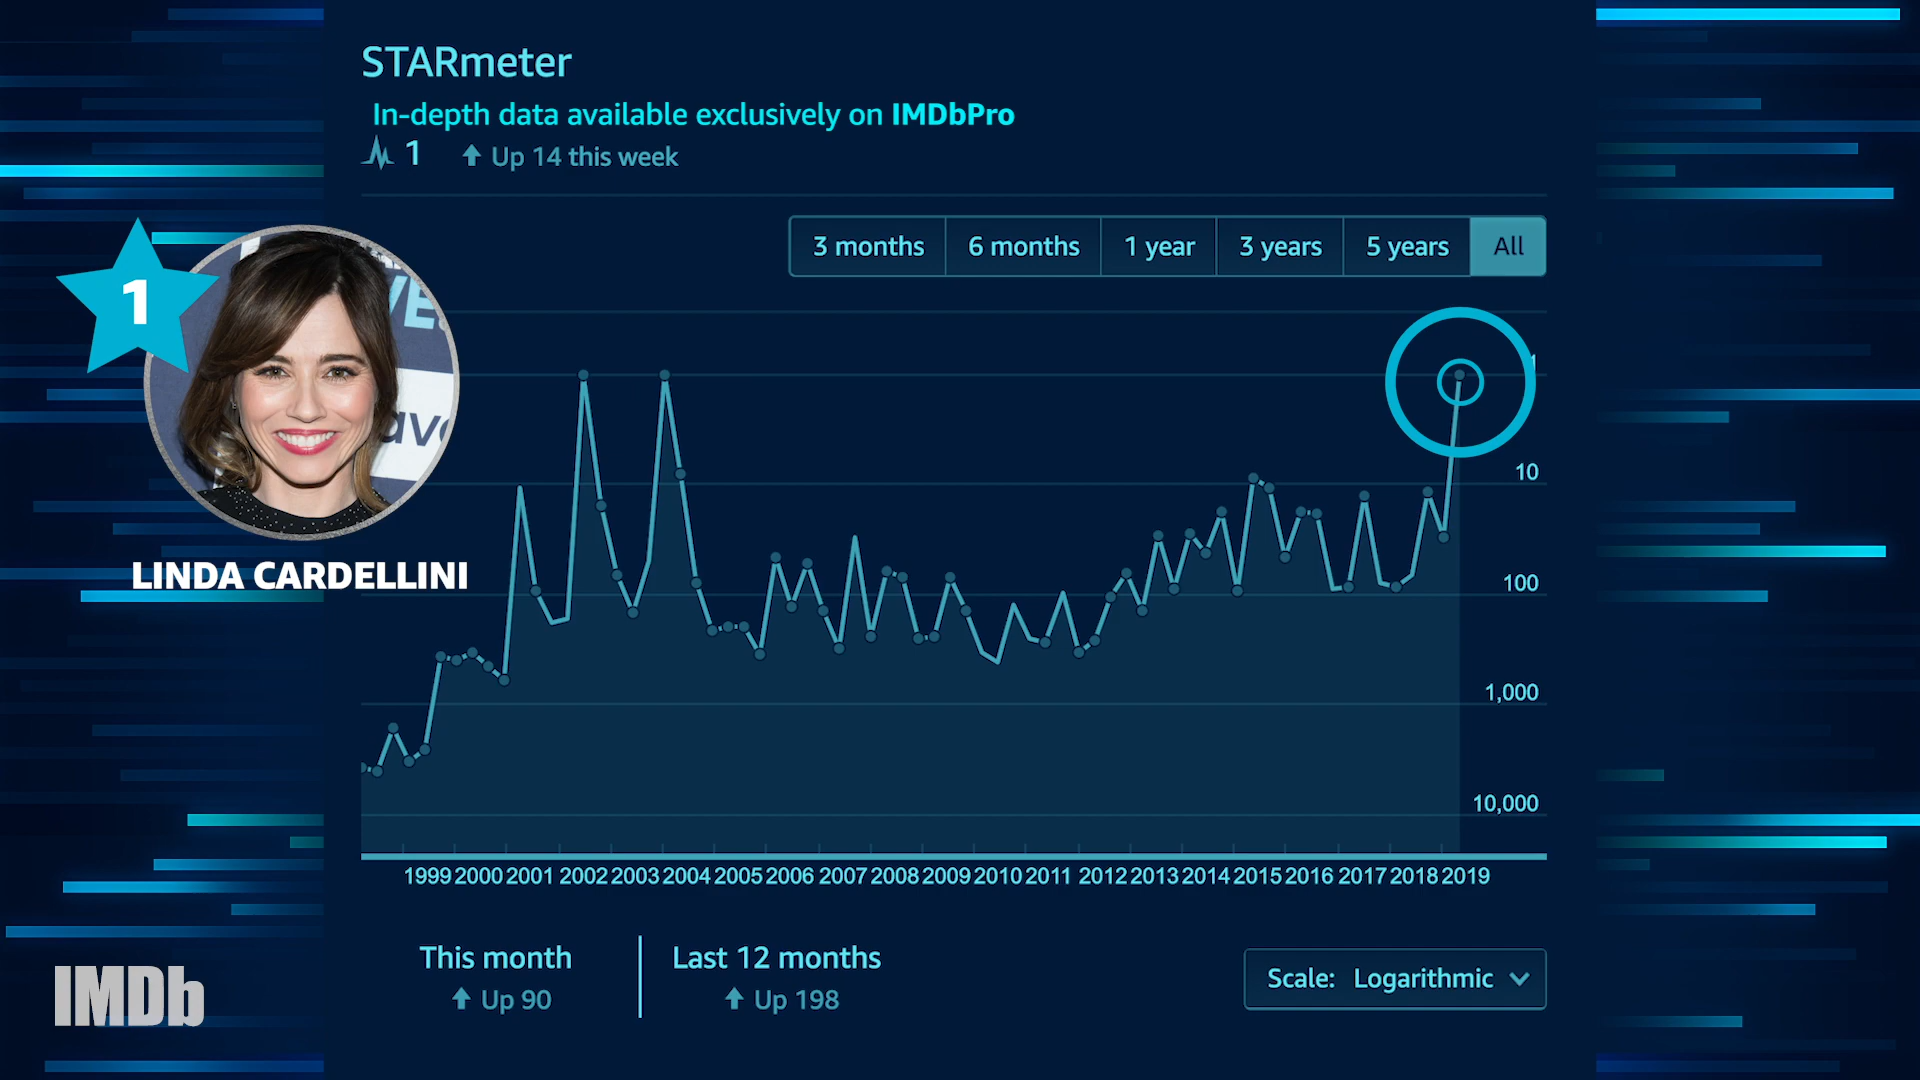 STARmeter
In-depth data available exclusively on IMDbPro
1 Up 14 this week
3 months 6 months 1 year 3 years 5 years All
1
LINDA CARDELLINI
1
10
100
1,000
10,000
1999 2000 2001 2002 2003 2004 2005 2006 2007 2008 2009 2010 2011 2012 2013 2014 2015 2016 2017 2018 2019
This month
Up 90
Last 12 months
Up 198
Scale: Logarithmic
IMDb